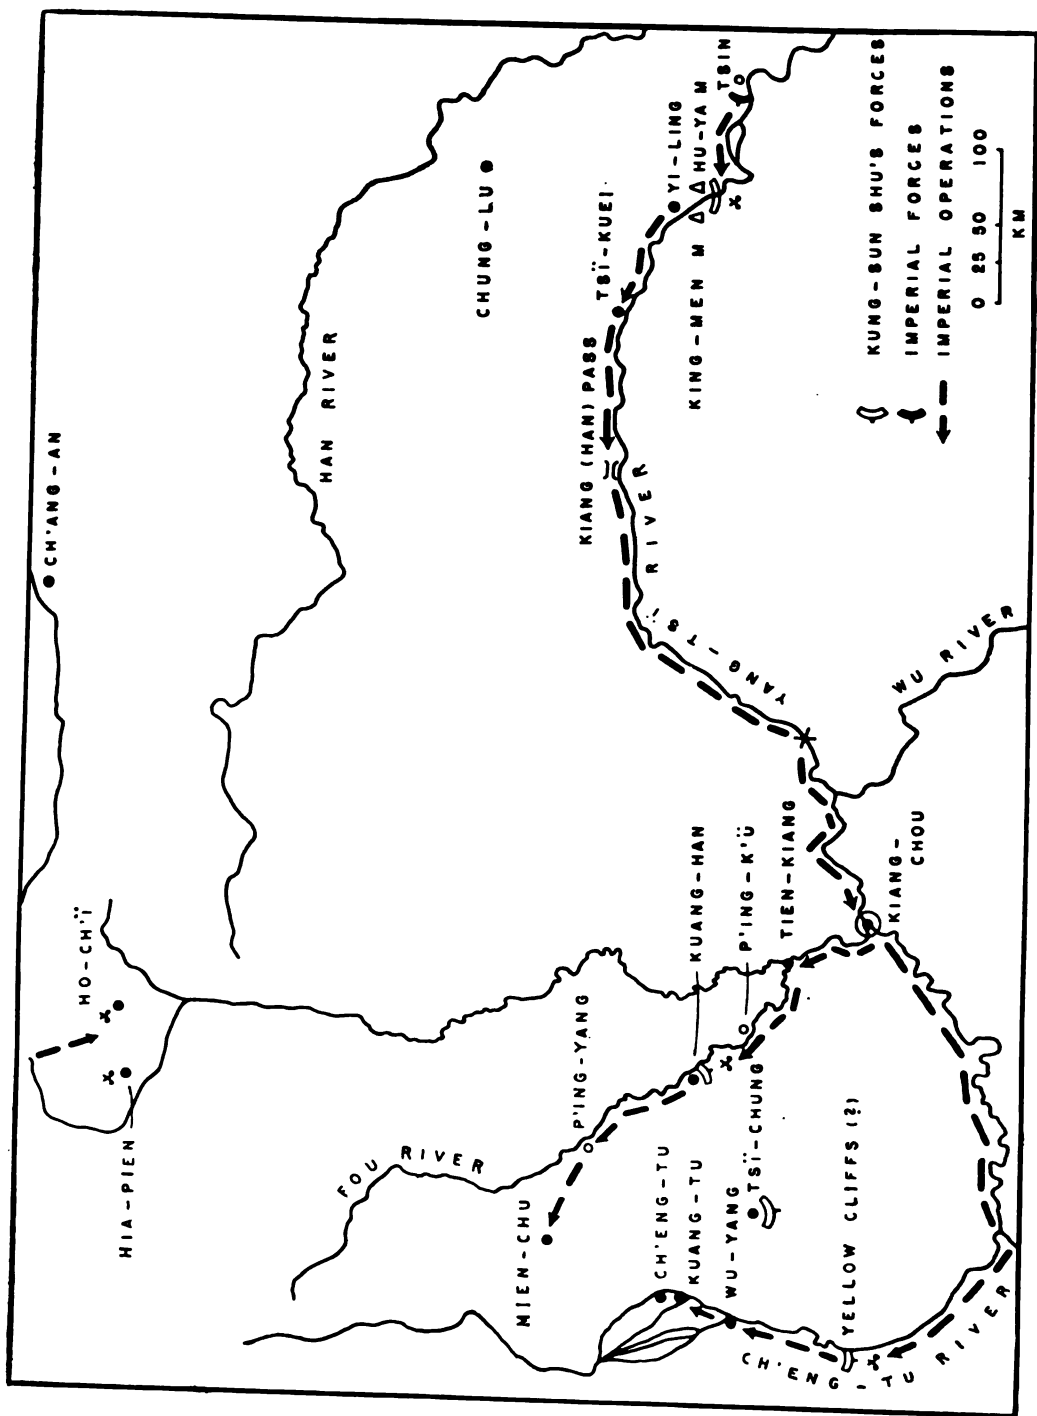 CH'ANG-AN
HAN RIVER
CHUNG-LU
HO-CH'Ï
HIA-PIEN
TSÏ-KUEI
YI-LING
KING-MEN M
HU-YA M
TSIN
KIANG (HAN) PASS
YANG-TSÏ RIVER
WU RIVER
KIANG-
CHOU
TIEN-KIANG
P'ING-K'Ü
KUANG-HAN
P'ING-YANG
FOU RIVER
MIEN-CHU
CH'ENG-TU
KUANG-TU
WU-YANG
TSÏ-CHUNG
YELLOW CLIFFS (?)
CH'ENG-TU RIVER
KUNG-SUN SHU'S FORCES
IMPERIAL FORCES
IMPERIAL OPERATIONS
0 25 50 100
KM